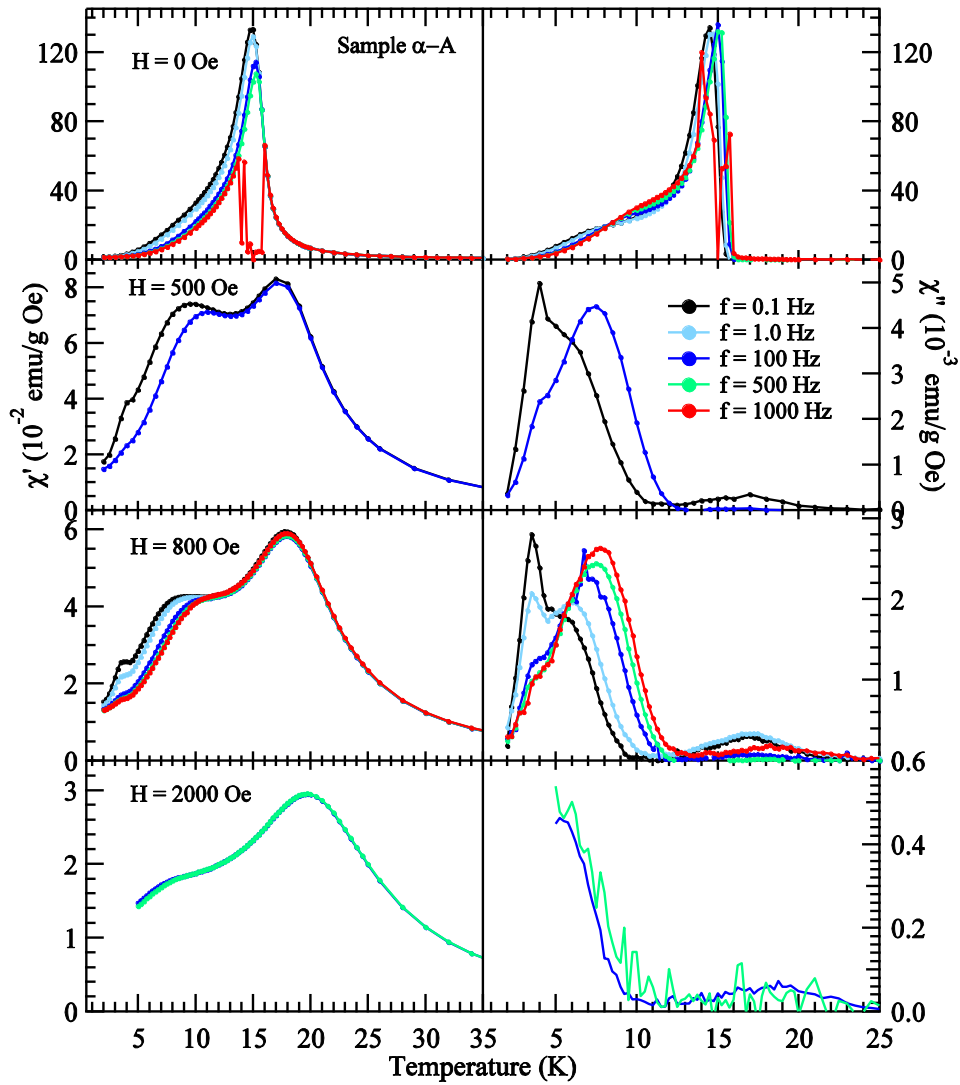 H = 0 Oe
Sample α−A
120
80
40
0
120
80
40
0
H = 500 Oe
8
6
4
2
0
5
4
3
2
1
0
f = 0.1 Hz
f = 1.0 Hz
f = 100 Hz
f = 500 Hz
f = 1000 Hz
χ' (10⁻² emu/g Oe)
χ" (10⁻³ emu/g Oe)
H = 800 Oe
6
4
2
0
3
2
1
0.6
H = 2000 Oe
3
2
1
0
0.4
0.2
0.0
5 10 15 20 25 30 35
5 10 15 20 25
Temperature (K)